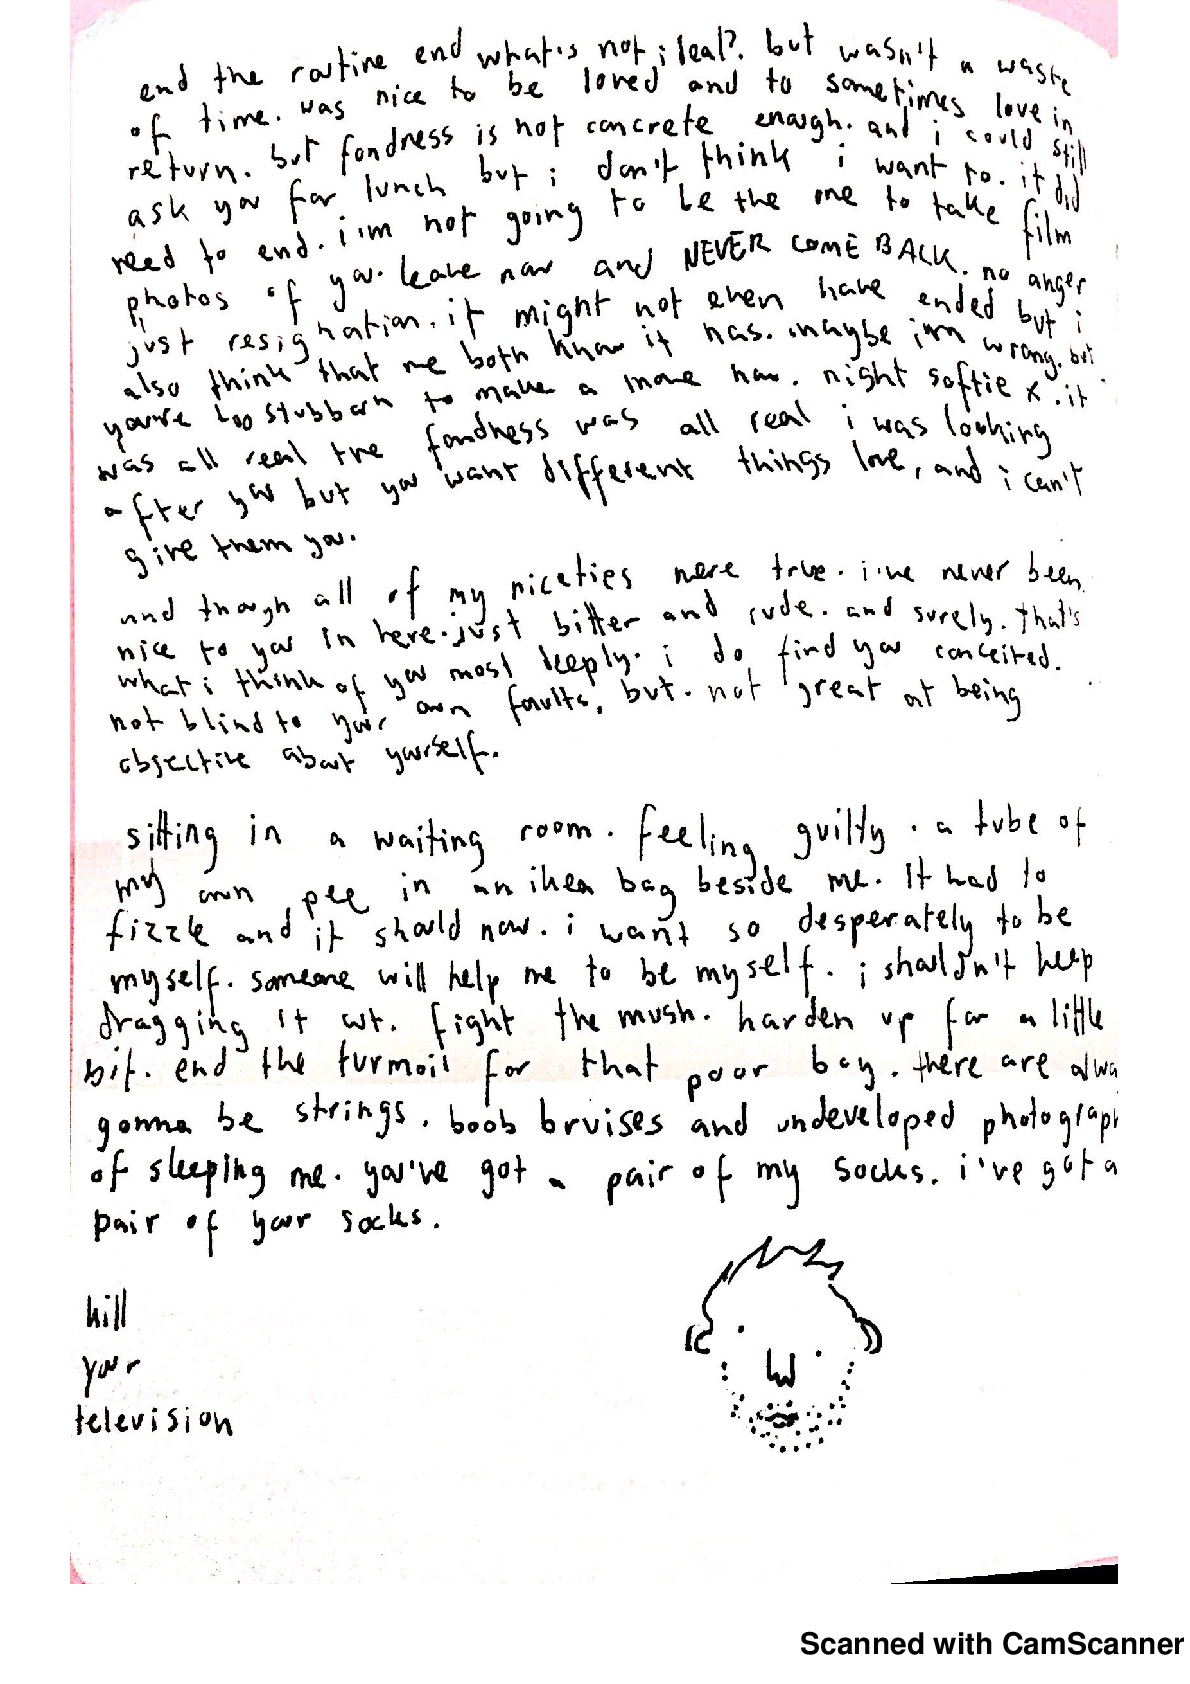 end the routine end what's not, i leal?. but wasn't a waste
of time. was nice to be loved and to sometimes love in
return. but fondness is not concrete enough. and i could still
ask you for lunch but i don't think i want to. it did
need to end. i'm not going to be the one to take film
photos of you. leave now and NEVER COME BACK. no anger
just resignation. it might not even have ended but i
also think that we both know it has. maybe i'm wrong. but
you're too stubborn to make a move now. night softie x. it
was all real the fondness was all real i was looking
after you but you want different things love, and i can't
give them you.
and though all of my niceties were true. i've never been
nice to you in here. just bitter and rude. and surely. that's
what i think of you most deeply. i do find you conceited.
not blind to your own faults, but. not great at being
objective about yourself.
sitting in a waiting room. feeling guilty. a tube of
my own pee in an ikea bag beside me. It had to
fizzle and it should now. i want so desperately to be
myself. someone will help me to be myself. i shouldn't keep
dragging it out. fight the mush. harden up for a little
bit. end the turmoil for that poor boy. there are alwa
gonna be strings. boob bruises and undeveloped photograph
of sleeping me. you've got a pair of my socks. i've got a
pair of your socks.
kill
your
television
Scanned with CamScanner